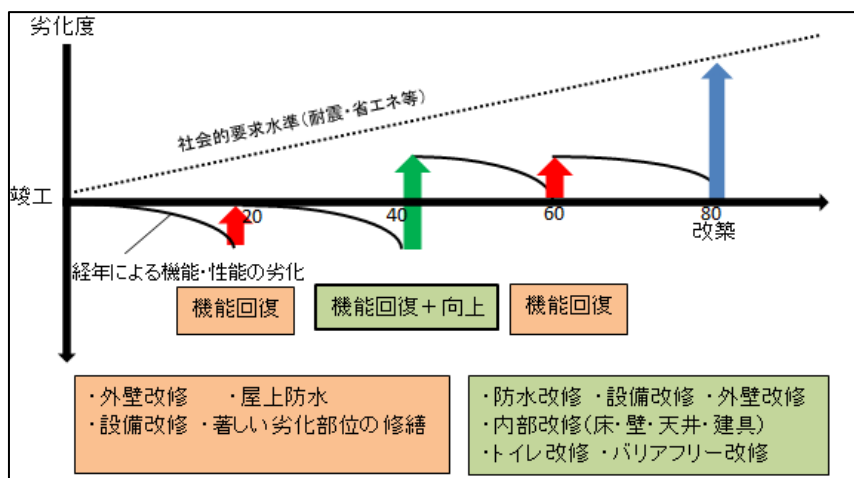 劣化度
社会的要求水準(耐震・省エネ等)
竣工
20
40
60
80
改築
経年による機能・性能の劣化
機能回復
機能回復+向上
機能回復
・外壁改修 ・屋上防水
・設備改修 ・著しい劣化部位の修繕
・防水改修 ・設備改修 ・外壁改修
・内部改修(床・壁・天井・建具)
・トイレ改修 ・バリアフリー改修